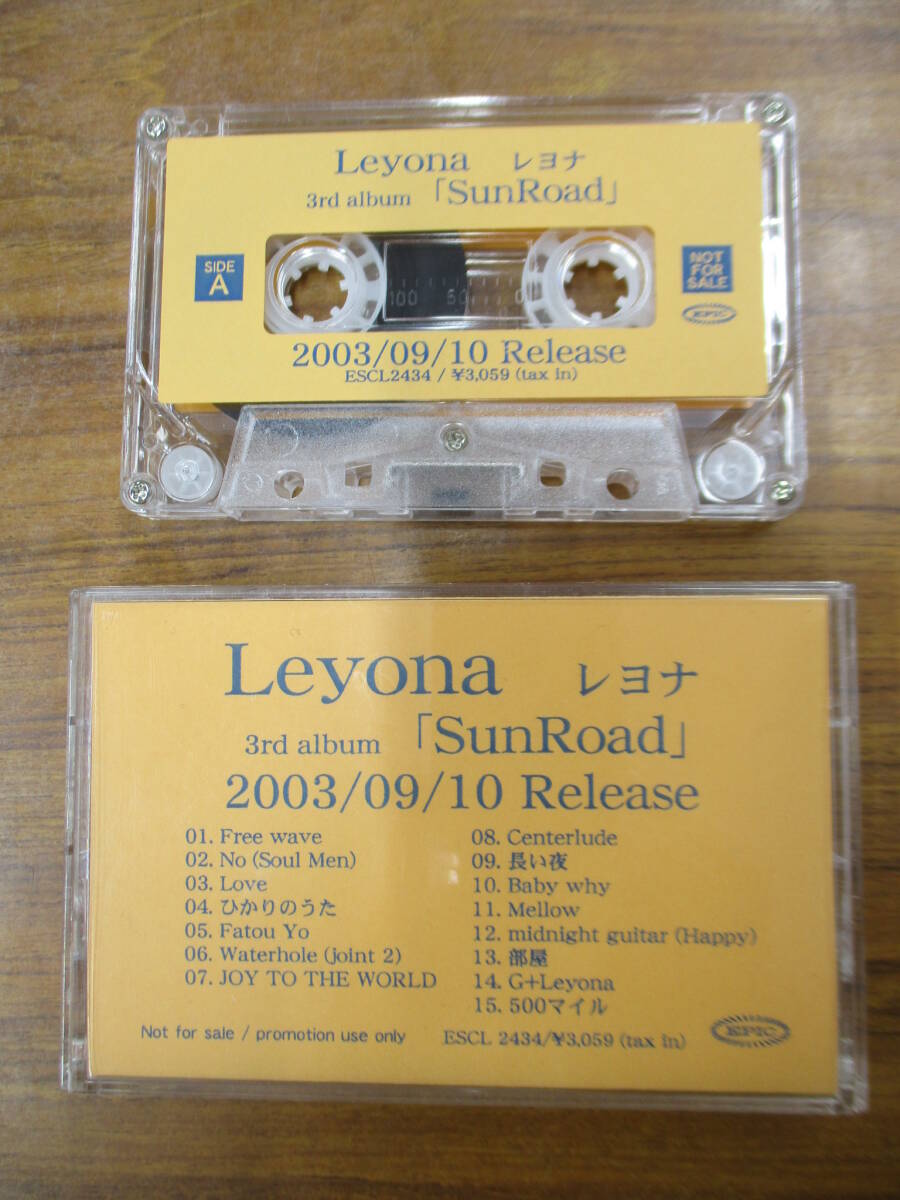 Leyona レヨナ
3rd album 「SunRoad」
SIDE
A
NOT
FOR
SALE
100 50 0
EPIC
2003/09/10 Release
ESCL2434 / ¥3,059 (tax in)
Leyona レヨナ
3rd album 「SunRoad」
2003/09/10 Release
01. Free wave
02. No (Soul Men)
03. Love
04. ひかりのうた
05. Fatou Yo
06. Waterhole (joint 2)
07. JOY TO THE WORLD
08. Centerlude
09. 長い夜
10. Baby why
11. Mellow
12. midnight guitar (Happy)
13. 部屋
14. G+Leyona
15. 500マイル
Not for sale / promotion use only
ESCL 2434/¥3,059 (tax in)
EPIC